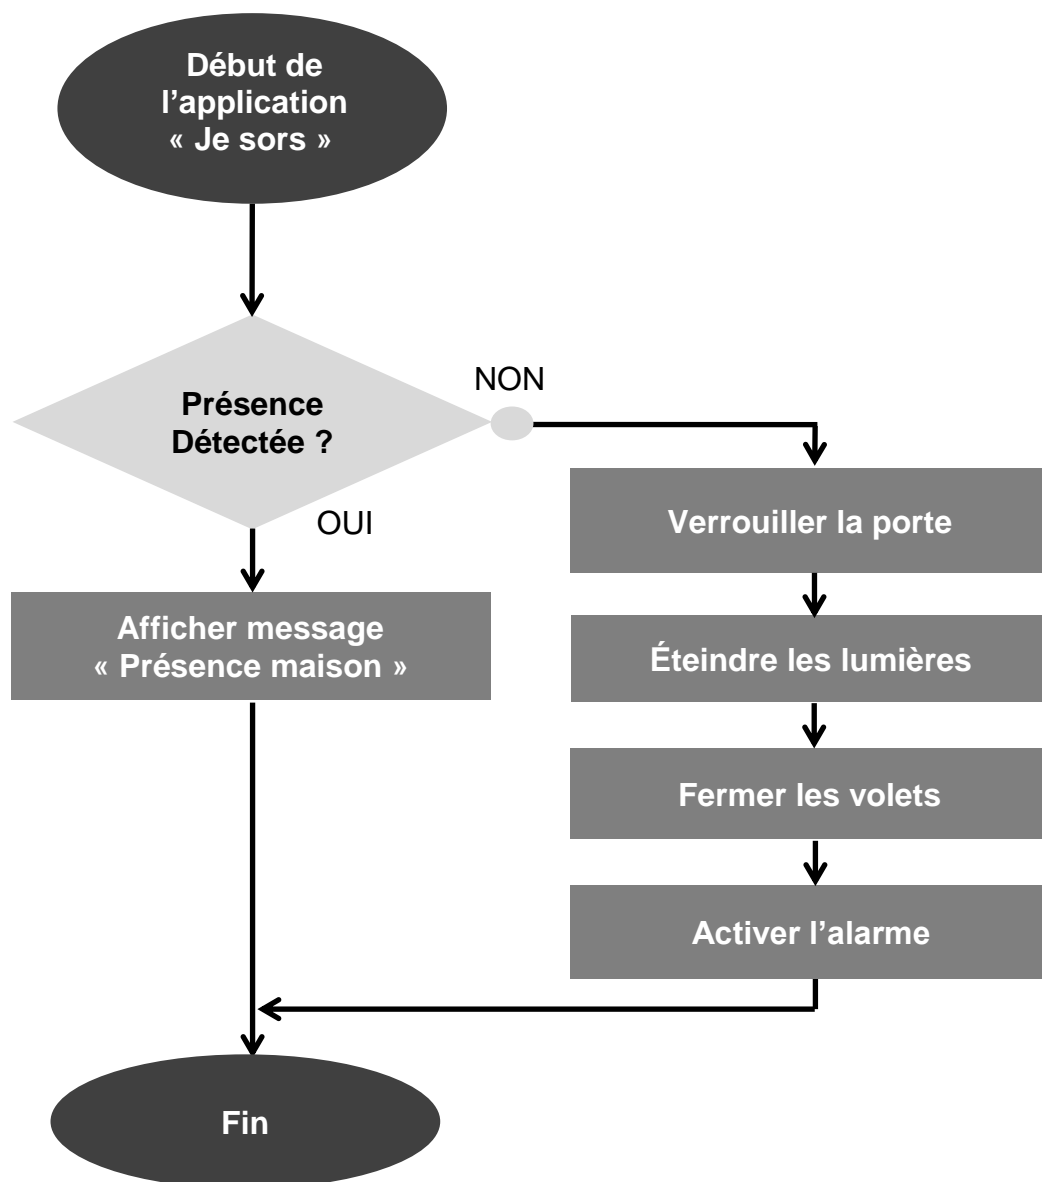 Début de
l’application
« Je sors »
Présence
Détectée ?
NON
OUI
Afficher message
« Présence maison »
Verrouiller la porte
Éteindre les lumières
Fermer les volets
Activer l’alarme
Fin